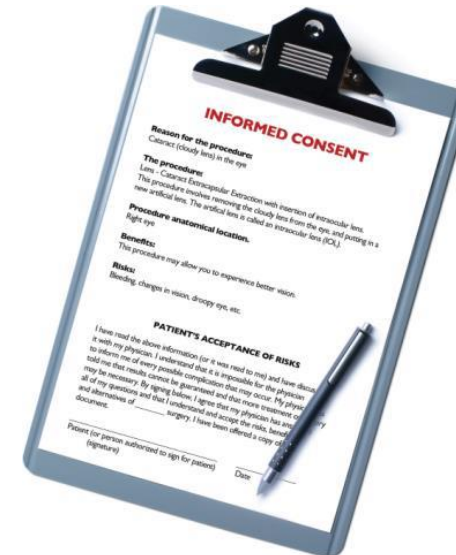 INFORMED CONSENT
Reason for the procedure:
Cataract (cloudy lens) in the eye
The procedure:
Lens - Cataract Extracapsular Extraction with insertion of intraocular lens.
This procedure involves removing the cloudy lens from the eye, and putting in a
new artificial lens. The artifical lens is called an intraocular lens (IOL).
Procedure anatomical location.
Right eye
Benefits:
This procedure may allow you to experience better vision.
Risks:
Bleeding, changes in vision, droopy eye, etc.
PATIENT'S ACCEPTANCE OF RISKS
I have read the above information (or it was read to me) and have
it with my physician. I understand that it is impossible for the physician
to inform me of every possible complication that may occur. My
told me that results cannot be guaranteed and that more treatment
may be necessary. By signing below, I agree that my physician has
all of my questions and that I understand and accept the risks,
and alternatives of ______ surgery. I have been offered a copy
document.
Patient (or person authorized to sign for patient)
(signature)
Date